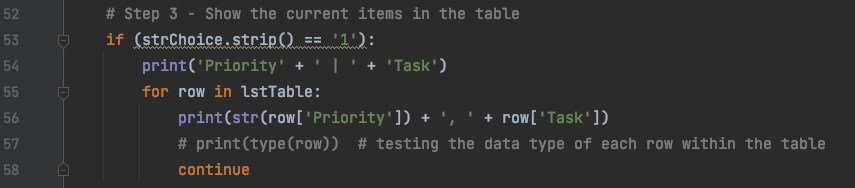 52 # Step 3 - Show the current items in the table
53 if (strChoice.strip() == '1'):
54 print('Priority' + ' | ' + 'Task')
55 for row in lstTable:
56 print(str(row['Priority']) + ', ' + row['Task'])
57 # print(type(row))  # testing the data type of each row within the table
58 continue